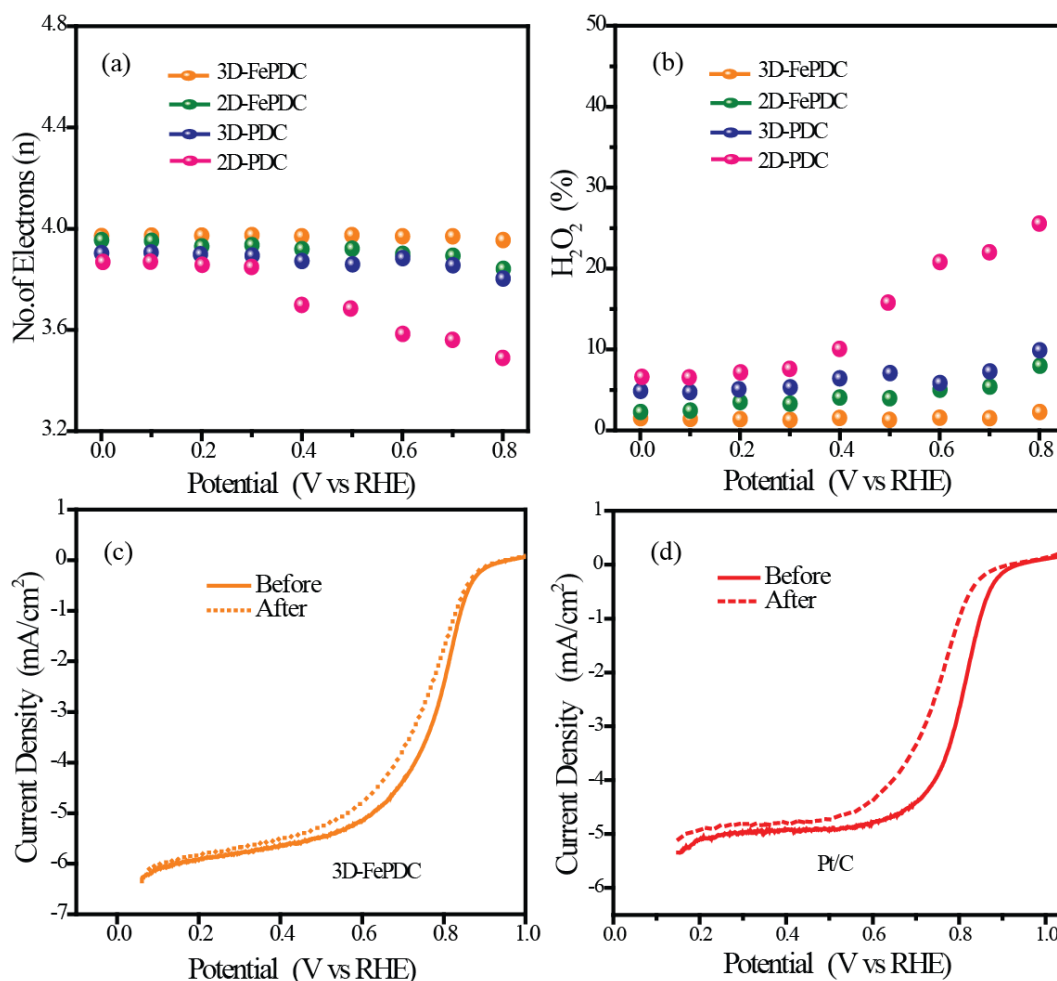 (a)
3D-FePDC
2D-FePDC
3D-PDC
2D-PDC
No.of Electrons (n)
4.8
4.4
4.0
3.6
3.2
0.0 0.2 0.4 0.6 0.8
Potential (V vs RHE)
(b)
3D-FePDC
2D-FePDC
3D-PDC
2D-PDC
H2O2 (%)
50
40
30
20
10
0
0.0 0.2 0.4 0.6 0.8
Potential (V vs RHE)
(c)
Before
After
3D-FePDC
Current Density (mA/cm²)
1
0
-1
-2
-3
-4
-5
-6
-7
0.0 0.2 0.4 0.6 0.8 1.0
Potential (V vs RHE)
(d)
Before
After
Pt/C
Current Density (mA/cm²)
1
0
-1
-2
-3
-4
-5
-6
0.0 0.2 0.4 0.6 0.8 1.0
Potential (V vs RHE)